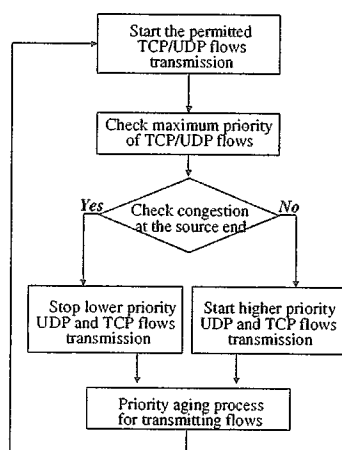 Start the permitted
TCP/UDP flows
transmission
Check maximum priority
of TCP/UDP flows
Yes
No
Check congestion
at the source end
Stop lower priority
UDP and TCP flows
transmission
Start higher priority
UDP and TCP flows
transmission
Priority aging process
for transmitting flows